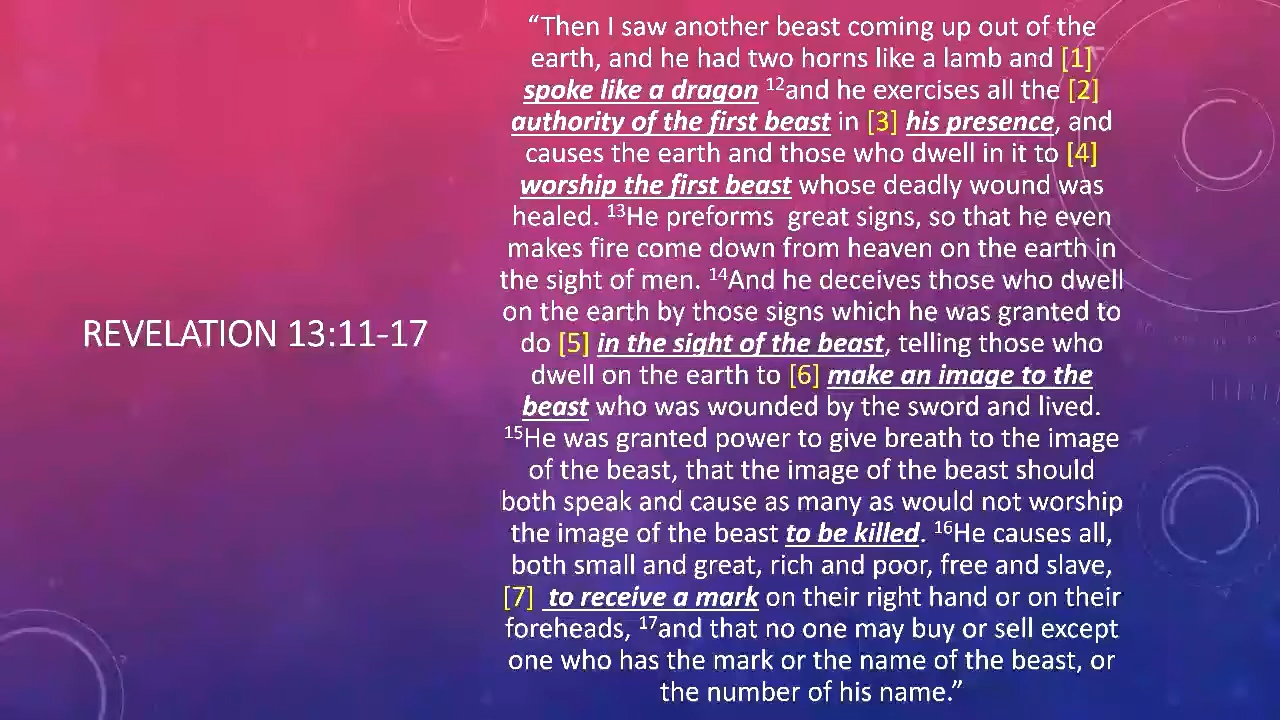 REVELATION 13:11-17
“Then I saw another beast coming up out of the
earth, and he had two horns like a lamb and [1]
spoke like a dragon 12and he exercises all the [2]
authority of the first beast in [3] his presence, and
causes the earth and those who dwell in it to [4]
worship the first beast whose deadly wound was
healed. 13He preforms  great signs, so that he even
makes fire come down from heaven on the earth in
the sight of men. 14And he deceives those who dwell
on the earth by those signs which he was granted to
do [5] in the sight of the beast, telling those who
dwell on the earth to [6] make an image to the
beast who was wounded by the sword and lived.
15He was granted power to give breath to the image
of the beast, that the image of the beast should
both speak and cause as many as would not worship
the image of the beast to be killed. 16He causes all,
both small and great, rich and poor, free and slave,
[7]  to receive a mark on their right hand or on their
foreheads, 17and that no one may buy or sell except
one who has the mark or the name of the beast, or
the number of his name.”